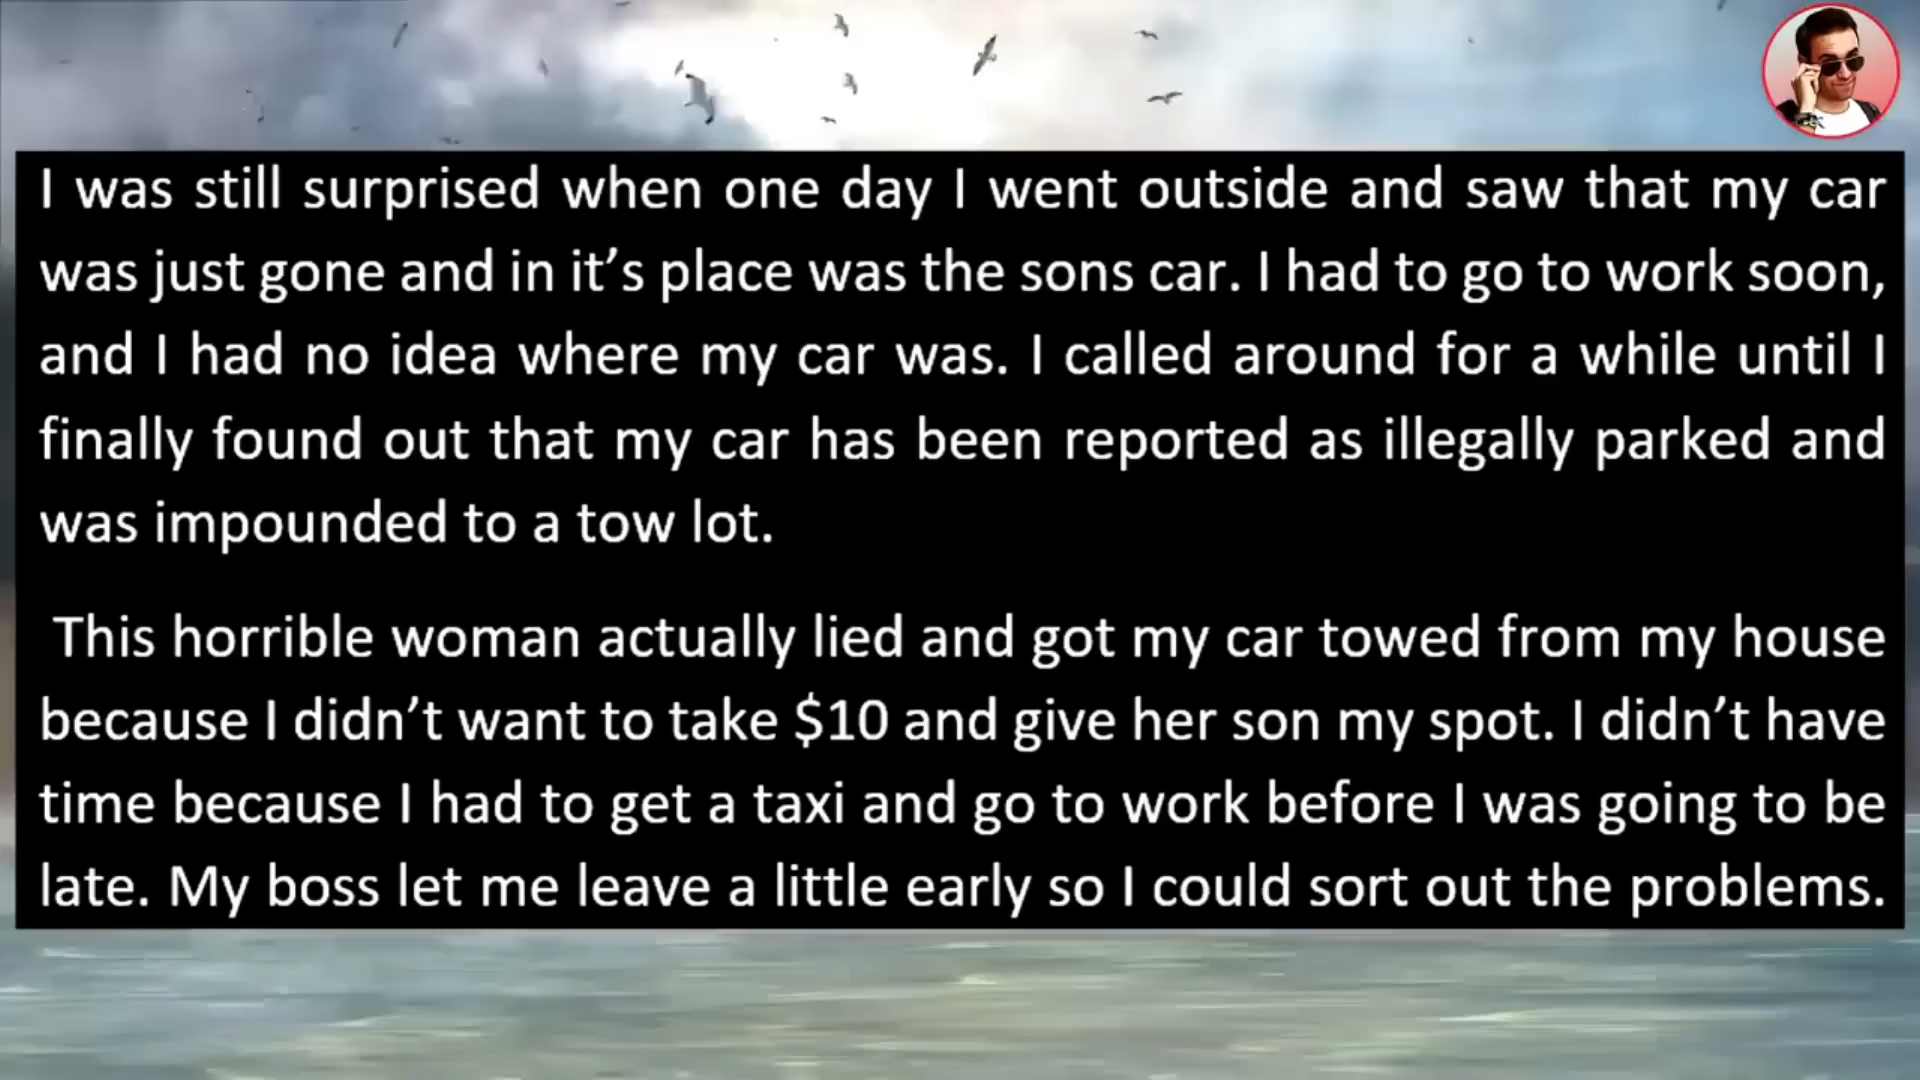 I was still surprised when one day I went outside and saw that my car
was just gone and in it’s place was the sons car. I had to go to work soon,
and I had no idea where my car was. I called around for a while until I
finally found out that my car has been reported as illegally parked and
was impounded to a tow lot.
This horrible woman actually lied and got my car towed from my house
because I didn’t want to take $10 and give her son my spot. I didn’t have
time because I had to get a taxi and go to work before I was going to be
late. My boss let me leave a little early so I could sort out the problems.